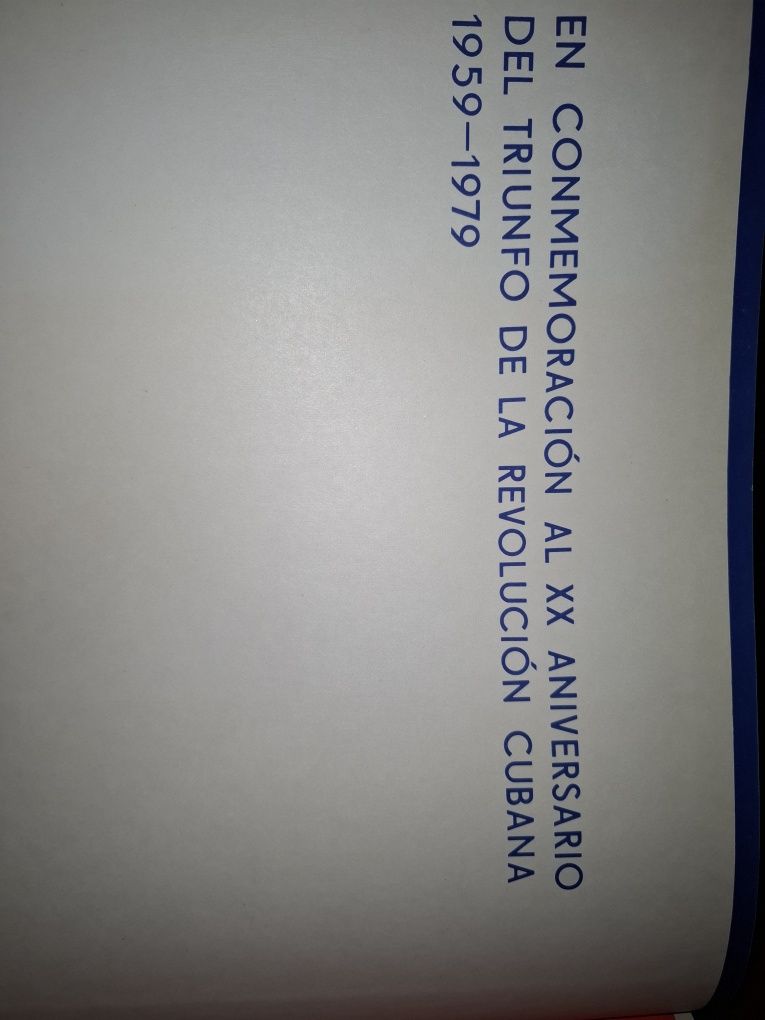 EN CONMEMORACIÓN AL XX ANIVERSARIO
DEL TRIUNFO DE LA REVOLUCIÓN CUBANA
1959—1979